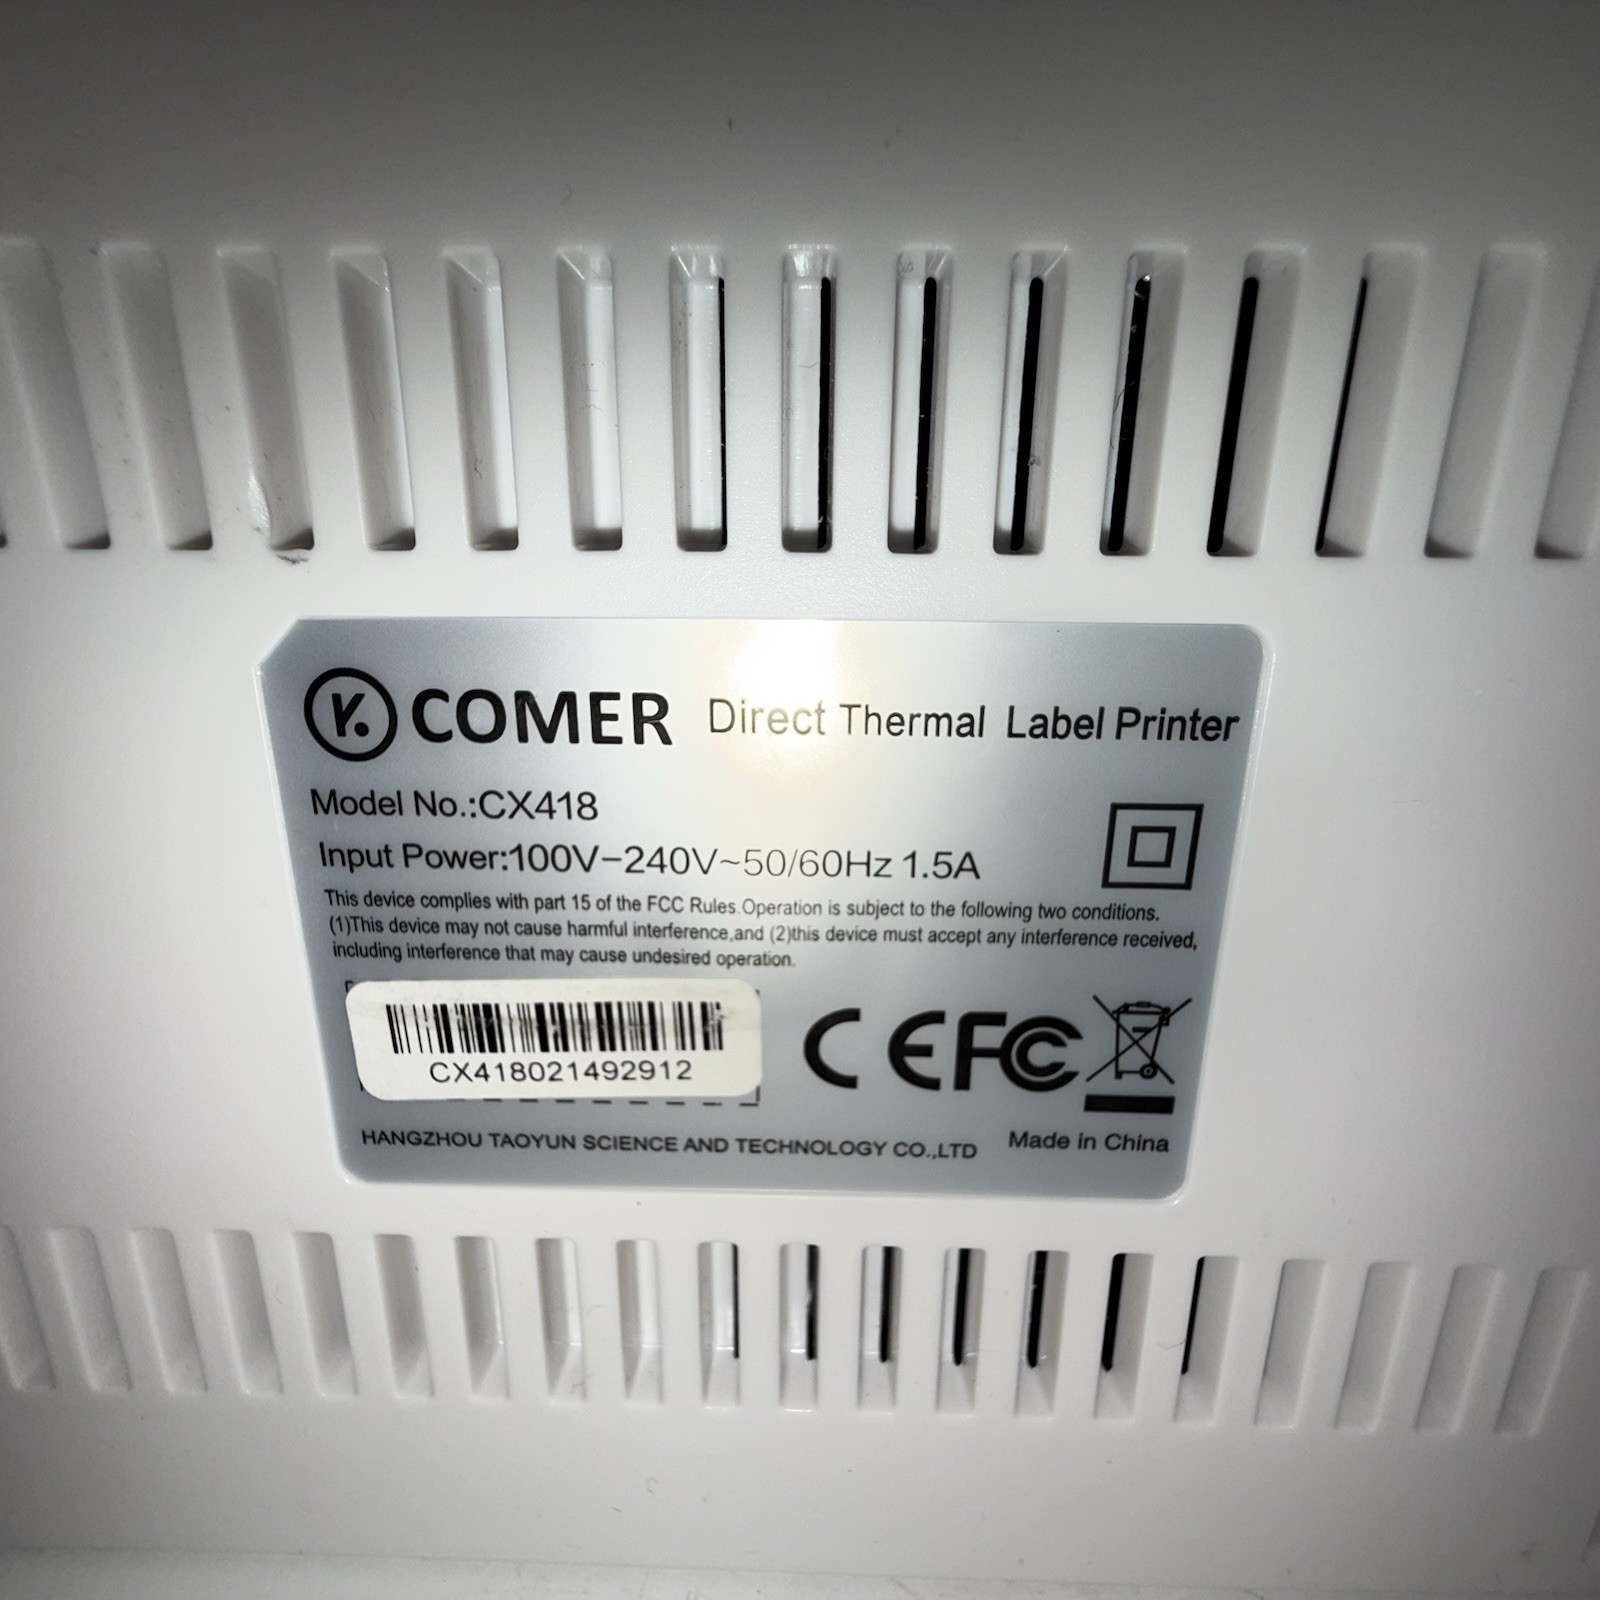 K. COMER Direct Thermal Label Printer
Model No.:CX418
Input Power:100V-240V~50/60Hz 1.5A
This device complies with part 15 of the FCC Rules.Operation is subject to the following two conditions.
(1)This device may not cause harmful interference,and (2)this device must accept any interference received,
including interference that may cause undesired operation.
CX418021492912
CE FC
HANGZHOU TAOYUN SCIENCE AND TECHNOLOGY CO.,LTD Made in China